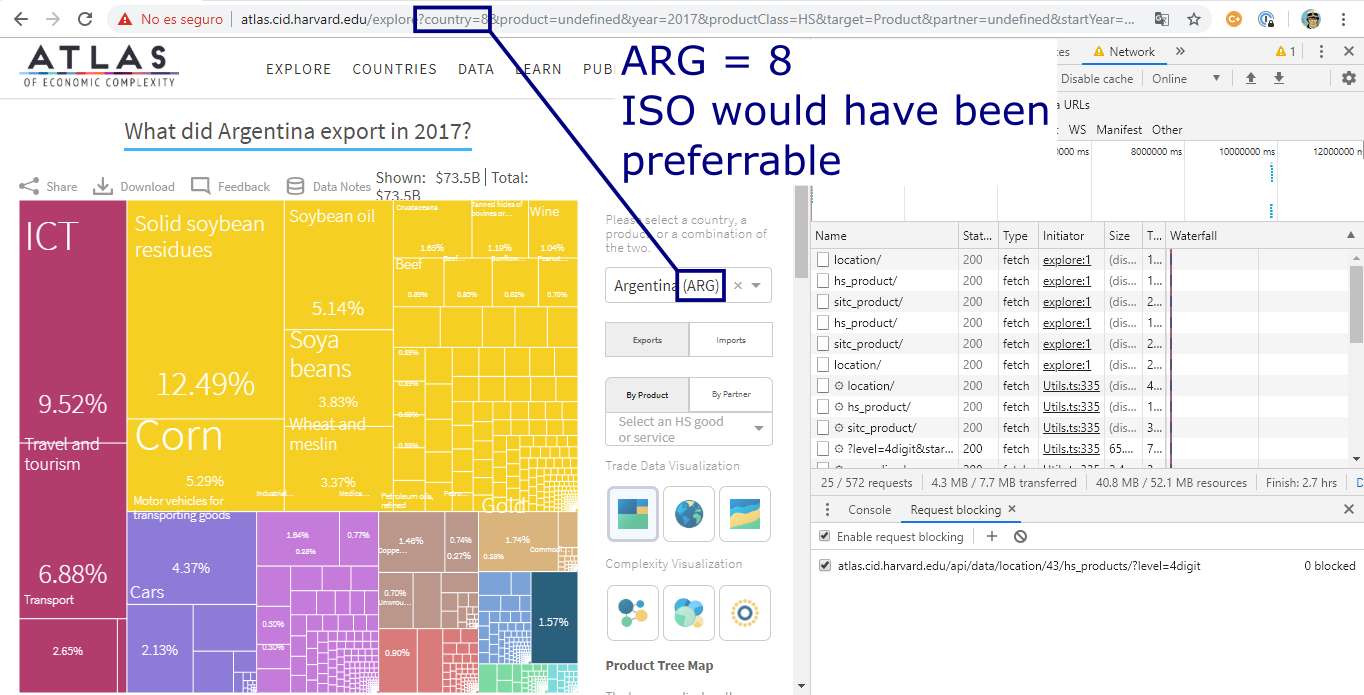 No es seguro
atlas.cid.harvard.edu/explore?country=8&product=undefined&year=2017&productClass=HS&target=Product&partner=undefined&startYear=...
ARG = 8
ISO would have been
preferrable
ATLAS
OF ECONOMIC COMPLEXITY
EXPLORE COUNTRIES DATA LEARN
What did Argentina export in 2017?
Share Download Feedback Data Notes
Shown: $73.5B | Total:
$73.5B
ICT
9.52%
Travel and
tourism
6.88%
Transport
2.65%
Solid soybean
residues
12.49%
Corn
5.29%
Motor vehicles for
transporting goods
4.37%
Cars
2.13%
Soybean oil
5.14%
Soya
beans
3.83%
Wheat and
meslin
3.37%
Industrial...
Medica...
Crustaceans
1.65%
Tanned hides of
bovines or...
1.19%
Wine
1.04%
Beef
0.89%
Beef...
0.85%
Sunflow...
0.82%
Peanut...
0.70%
Petroleum oils,
refined
Petro...
Gold
1.84%
0.77%
0.28%
0.30%
0.30%
1.46%
Coppe...
0.74%
0.27%
0.70%
Unwrou...
0.90%
1.74%
0.28%
Commod...
1.57%
Please select a country, a
product, or a combination of
the two.
Argentina (ARG)
Exports Imports
By Product By Partner
Select an HS good
or service
Trade Data Visualization
Complexity Visualization
Product Tree Map
Network
1
Disable cache Online
URLs
WS Manifest Other
8000000 ms 10000000 ms 12000000
Name Stat... Type Initiator Size T... Waterfall
location/ 200 fetch explore:1 (dis... 1...
hs_product/ 200 fetch explore:1 (dis... 1...
sitc_product/ 200 fetch explore:1 (dis... 2...
hs_product/ 200 fetch explore:1 (dis... 1...
sitc_product/ 200 fetch explore:1 (dis... 2...
location/ 200 fetch explore:1 (dis... 2...
location/ 200 fetch Utils.ts:335 (dis... 4...
hs_product/ 200 fetch Utils.ts:335 (dis... 1...
sitc_product/ 200 fetch Utils.ts:335 (dis... 3...
?level=4digit&star... 200 fetch Utils.ts:335 65.... 7...
25 / 572 requests 4.3 MB / 7.7 MB transferred 40.8 MB / 52.1 MB resources Finish: 2.7 hrs
Console Request blocking
Enable request blocking
atlas.cid.harvard.edu/api/data/location/43/hs_products/?level=4digit 0 blocked